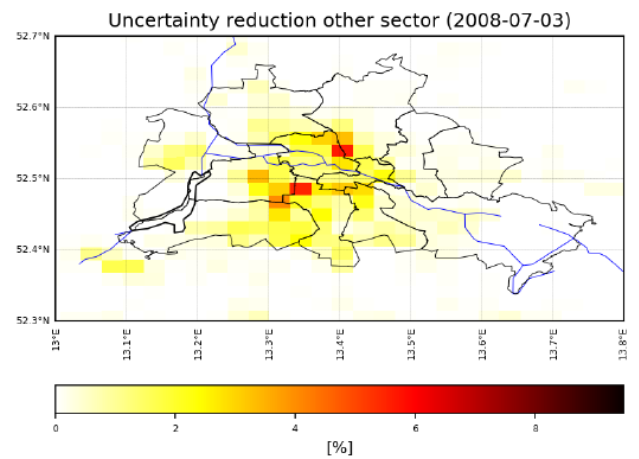 Uncertainty reduction other sector (2008-07-03)
52.7°N
52.6°N
52.5°N
52.4°N
52.3°N
13°E
13.1°E
13.2°E
13.3°E
13.4°E
13.5°E
13.6°E
13.7°E
13.8°E
0
2
4
6
8
[%]